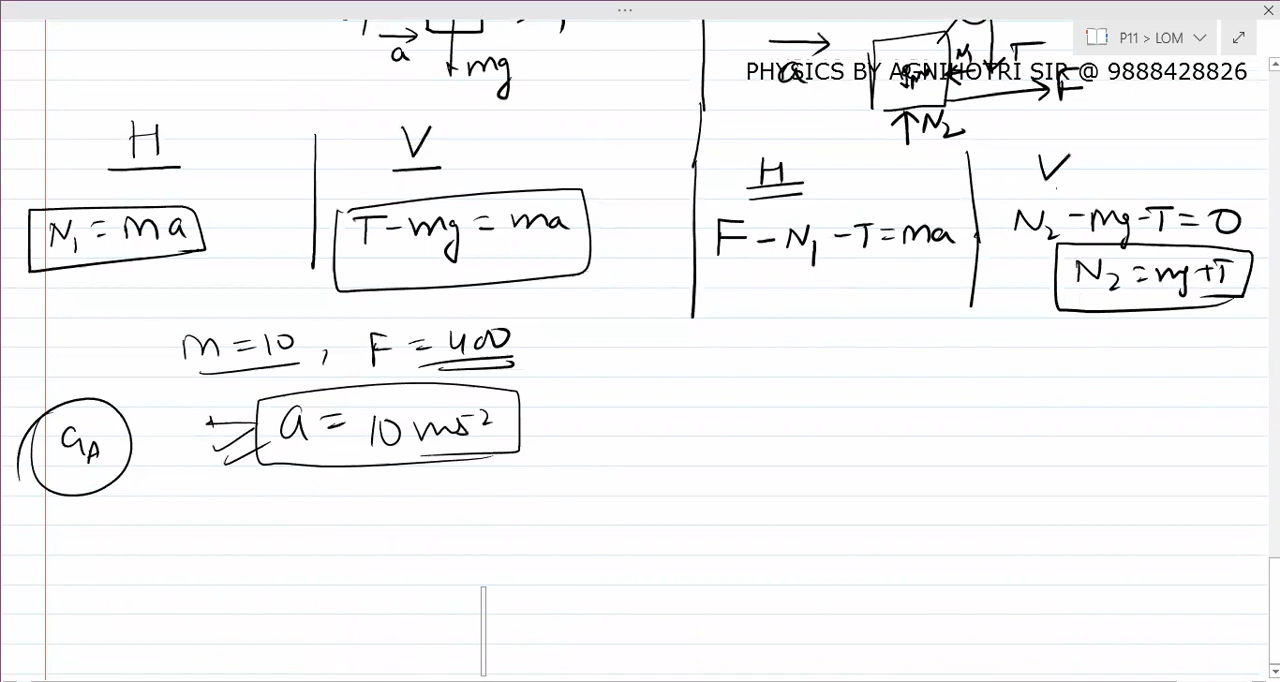 P11 > LOM
a
mg
a
M
T
F
N2
PHYSICS BY AGNIHOTRI SIR @ 9888428826
H
V
N₁ = ma
T - mg = ma
H
V
F - N₁ - T = ma
N₂ - mg - T = 0
N₂ = mg + T
m = 10 , F = 400
a = 10 ms⁻²
a_A